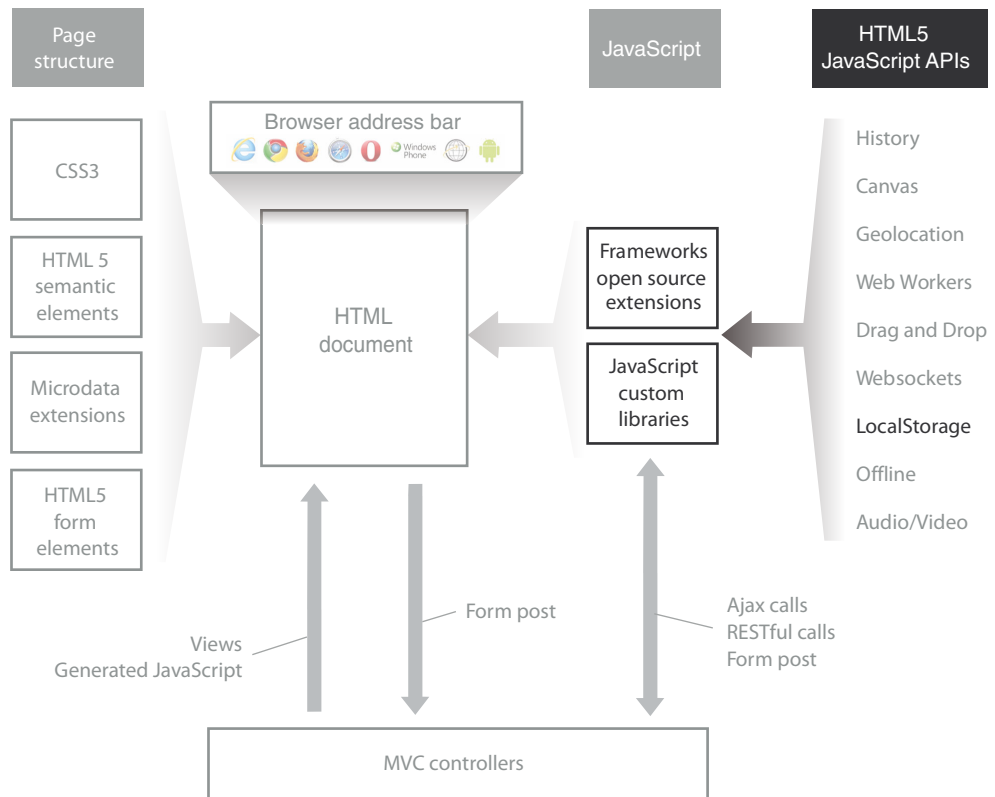 Page
structure
JavaScript
HTML5
JavaScript APIs
Browser address bar
Windows
Phone
CSS3
HTML 5
semantic
elements
Microdata
extensions
HTML5
form
elements
HTML
document
Frameworks
open source
extensions
JavaScript
custom
libraries
History
Canvas
Geolocation
Web Workers
Drag and Drop
Websockets
LocalStorage
Offline
Audio/Video
Views
Generated JavaScript
Form post
Ajax calls
RESTful calls
Form post
MVC controllers